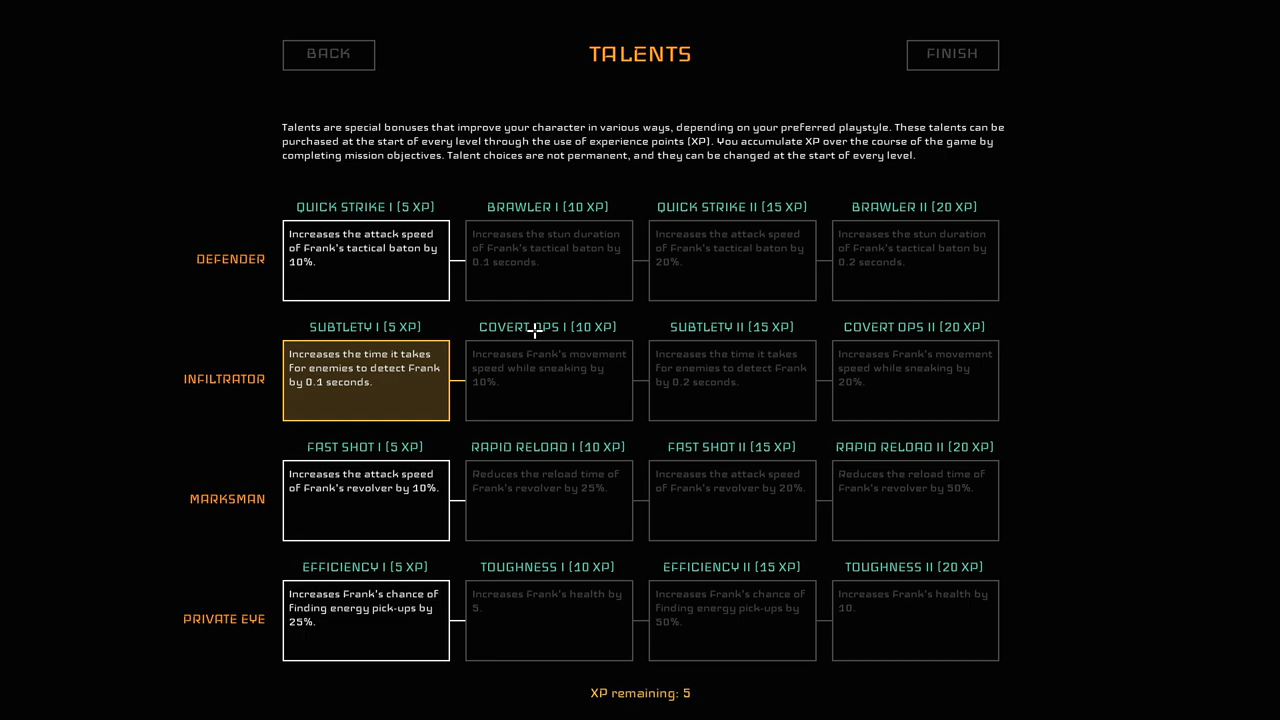 BACK
TALENTS
FINISH
Talents are special bonuses that improve your character in various ways, depending on your preferred playstyle. These talents can be
purchased at the start of every level through the use of experience points (XP). You accumulate XP over the course of the game by
completing mission objectives. Talent choices are not permanent, and they can be changed at the start of every level.
QUICK STRIKE I (5 XP)
BRAWLER I (10 XP)
QUICK STRIKE II (15 XP)
BRAWLER II (20 XP)
DEFENDER
Increases the attack speed
of Frank's tactical baton by
10%.
Increases the stun duration
of Frank's tactical baton by
0.1 seconds.
Increases the attack speed
of Frank's tactical baton by
20%.
Increases the stun duration
of Frank's tactical baton by
0.2 seconds.
SUBTLETY I (5 XP)
COVERT OPS I (10 XP)
SUBTLETY II (15 XP)
COVERT OPS II (20 XP)
INFILTRATOR
Increases the time it takes
for enemies to detect Frank
by 0.1 seconds.
Increases Frank's movement
speed while sneaking by
10%.
Increases the time it takes
for enemies to detect Frank
by 0.2 seconds.
Increases Frank's movement
speed while sneaking by
20%.
FAST SHOT I (5 XP)
RAPID RELOAD I (10 XP)
FAST SHOT II (15 XP)
RAPID RELOAD II (20 XP)
MARKSMAN
Increases the attack speed
of Frank's revolver by 10%.
Reduces the reload time of
Frank's revolver by 25%.
Increases the attack speed
of Frank's revolver by 20%.
Reduces the reload time of
Frank's revolver by 50%.
EFFICIENCY I (5 XP)
TOUGHNESS I (10 XP)
EFFICIENCY II (15 XP)
TOUGHNESS II (20 XP)
PRIVATE EYE
Increases Frank's chance of
finding energy pick-ups by
25%.
Increases Frank's health by
5.
Increases Frank's chance of
finding energy pick-ups by
50%.
Increases Frank's health by
10.
XP remaining: 5